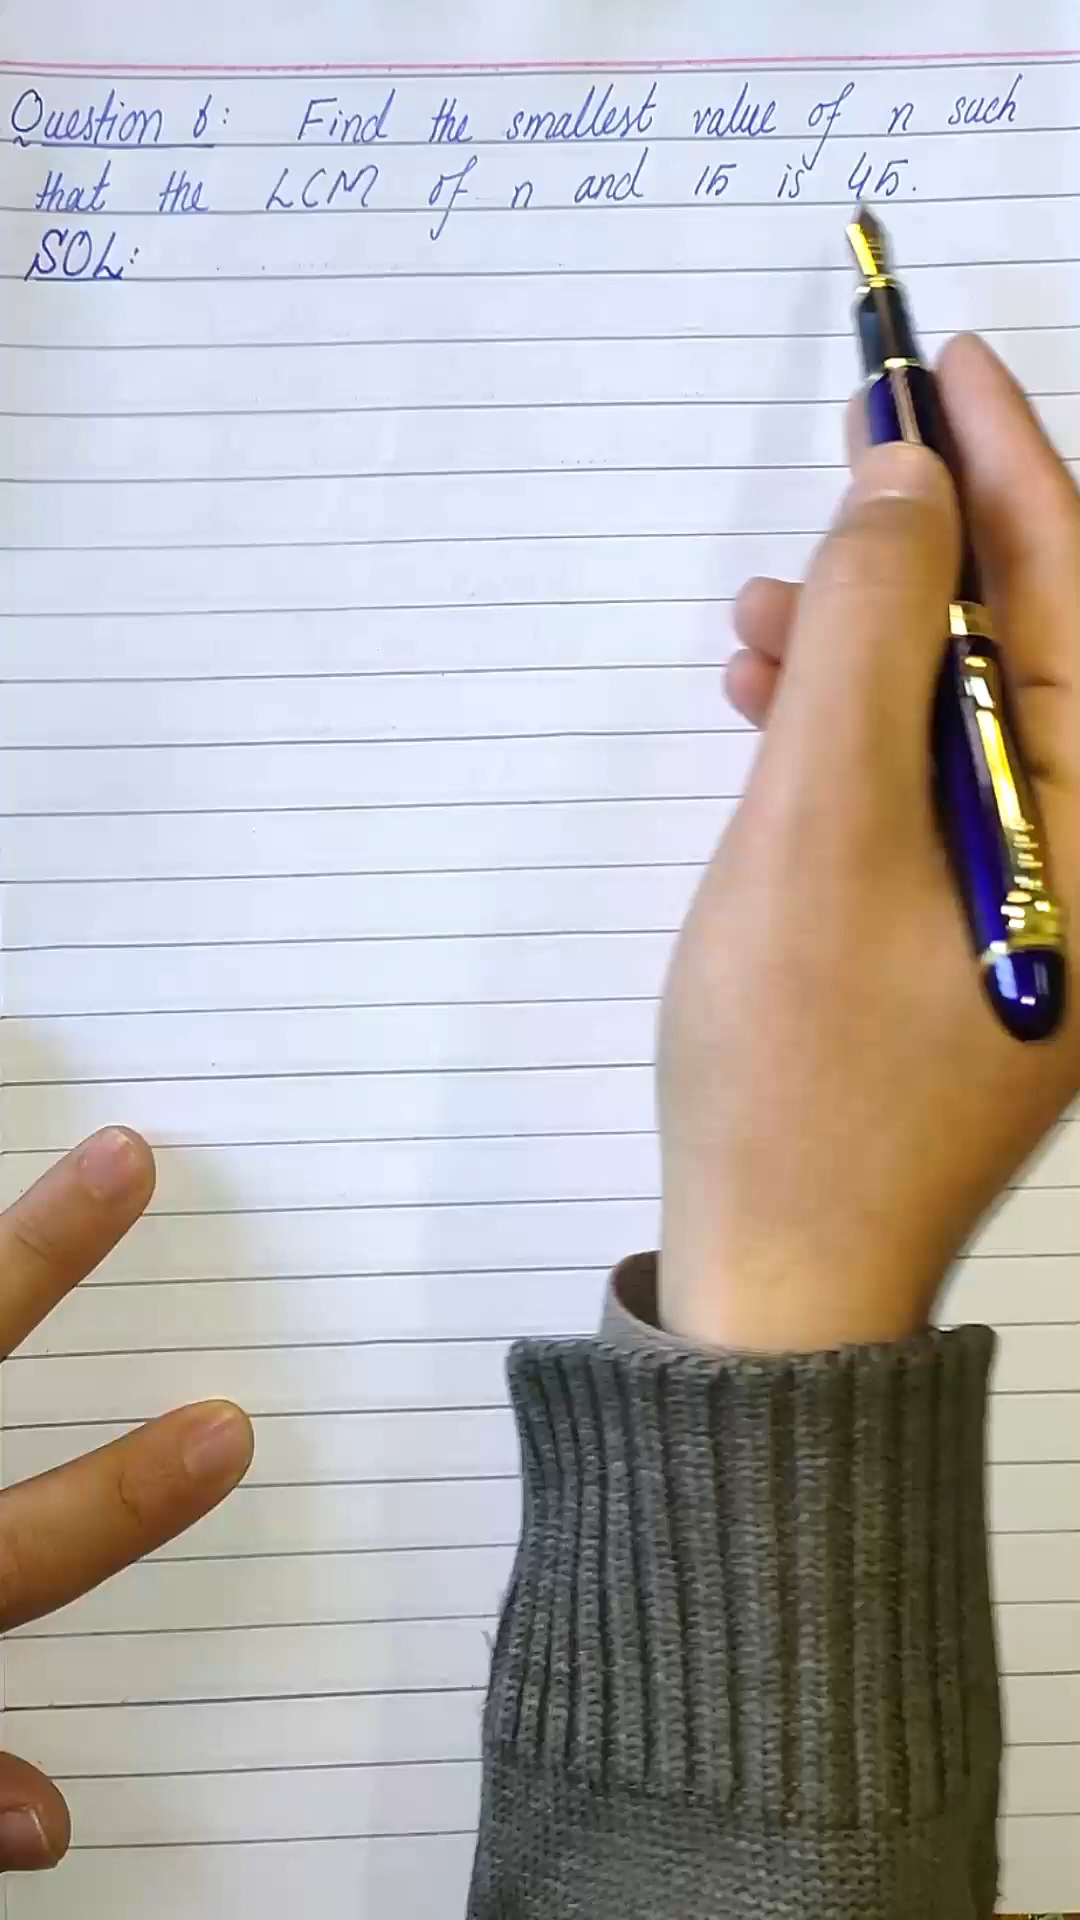 Question 6: Find the smallest value of n such
that the LCM of n and 15 is 45.
SOL: